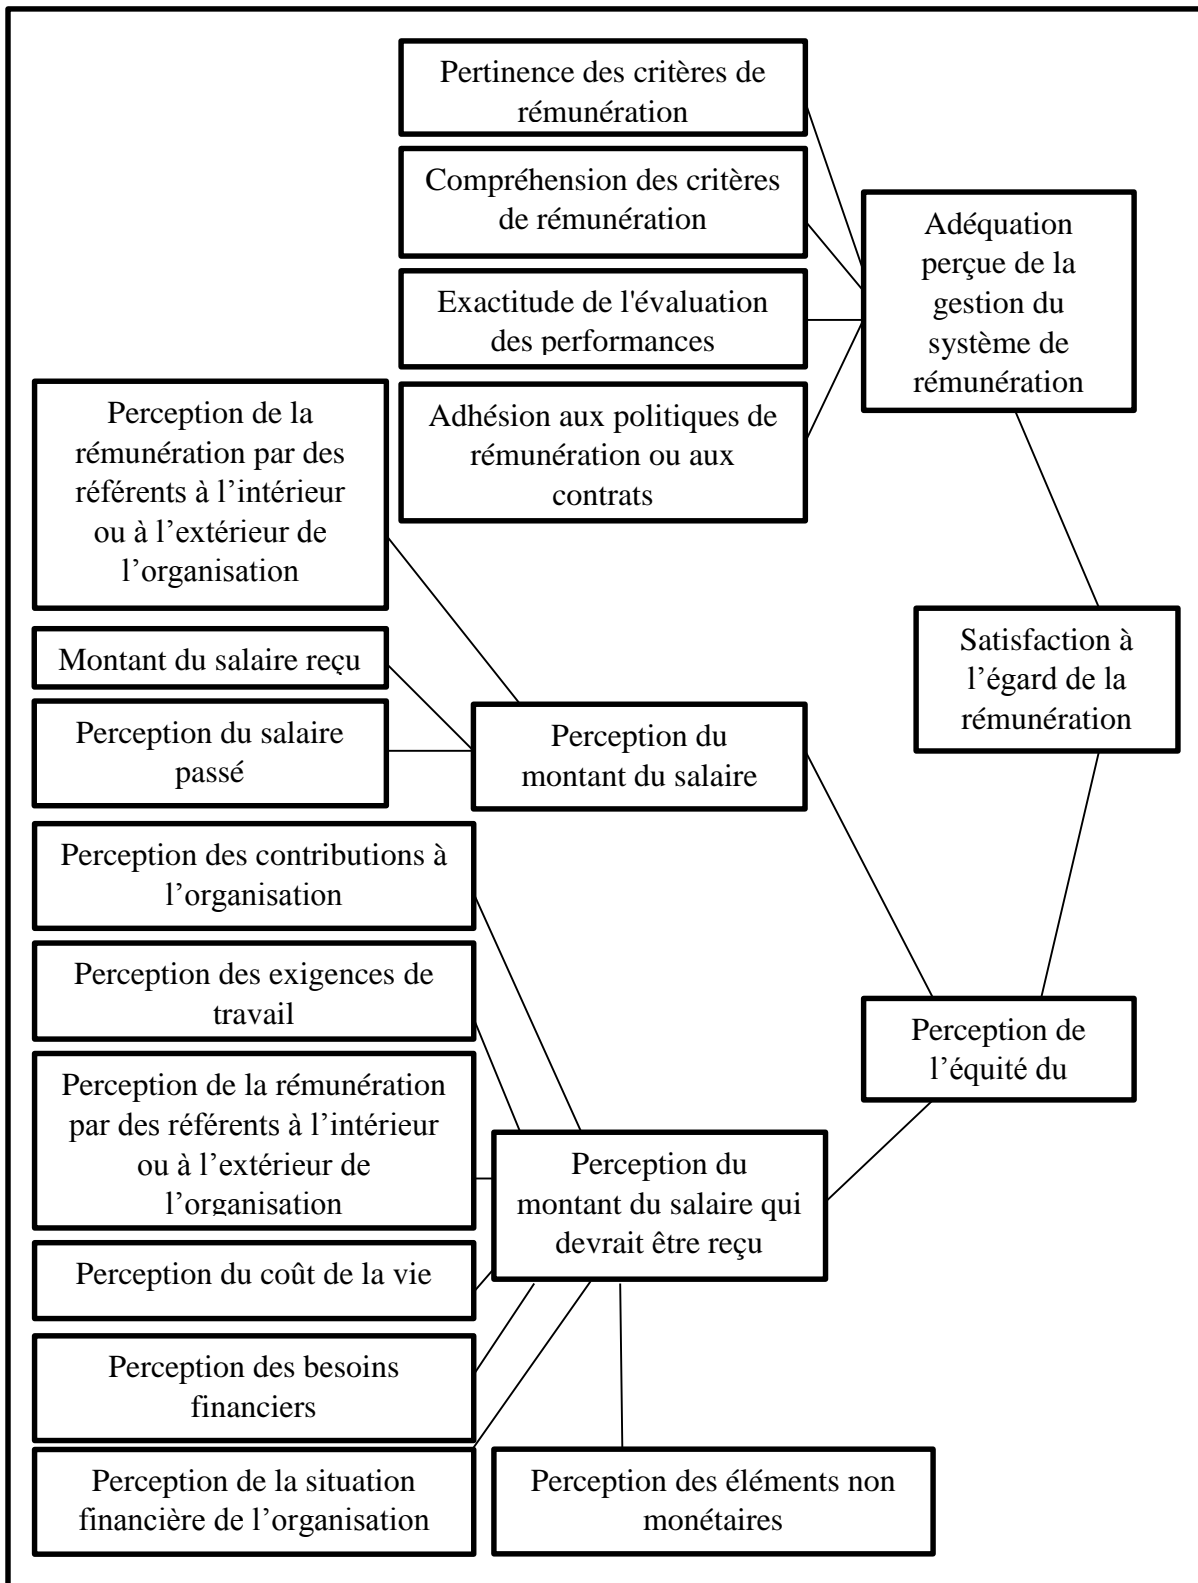 Pertinence des critères de
rémunération
Compréhension des critères
de rémunération
Exactitude de l'évaluation
des performances
Adhésion aux politiques de
rémunération ou aux
contrats
Adéquation
perçue de la
gestion du
système de
rémunération
Perception de la
rémunération par des
référents à l’intérieur
ou à l’extérieur de
l’organisation
Montant du salaire reçu
Perception du salaire
passé
Perception du
montant du salaire
Satisfaction à
l’égard de la
rémunération
Perception des contributions à
l’organisation
Perception des exigences de
travail
Perception de la rémunération
par des référents à l’intérieur
ou à l’extérieur de
l’organisation
Perception du coût de la vie
Perception des besoins
financiers
Perception de la situation
financière de l’organisation
Perception du
montant du salaire qui
devrait être reçu
Perception de
l’équité du
Perception des éléments non
monétaires